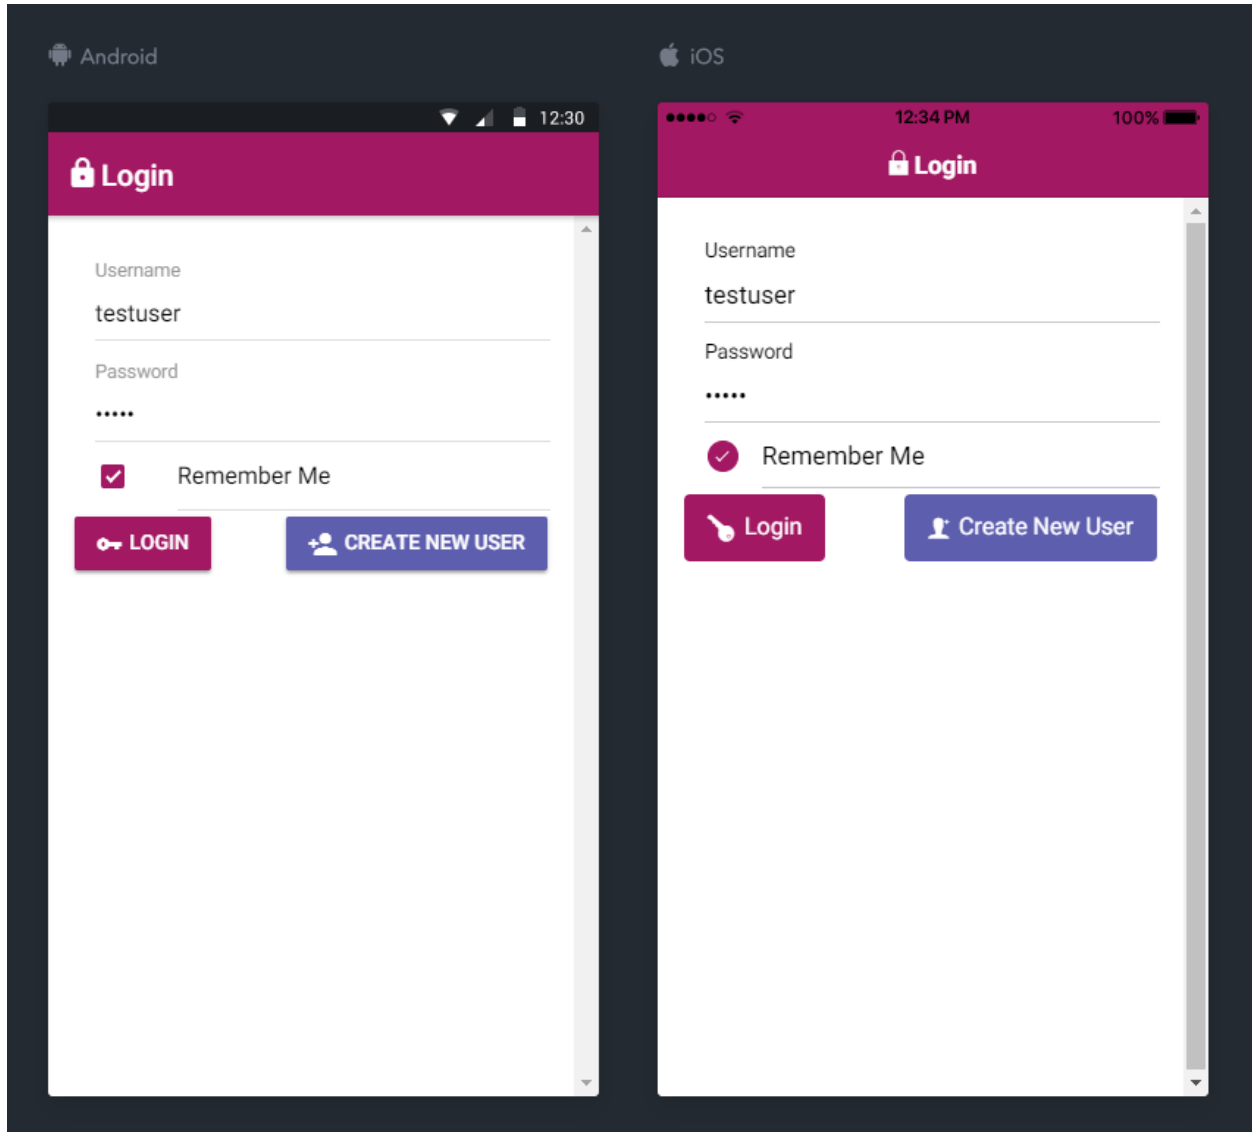 Android
12:30
Login
Username
testuser
Password
•••••
Remember Me
LOGIN
CREATE NEW USER
iOS
12:34 PM 100%
Login
Username
testuser
Password
•••••
Remember Me
Login
Create New User